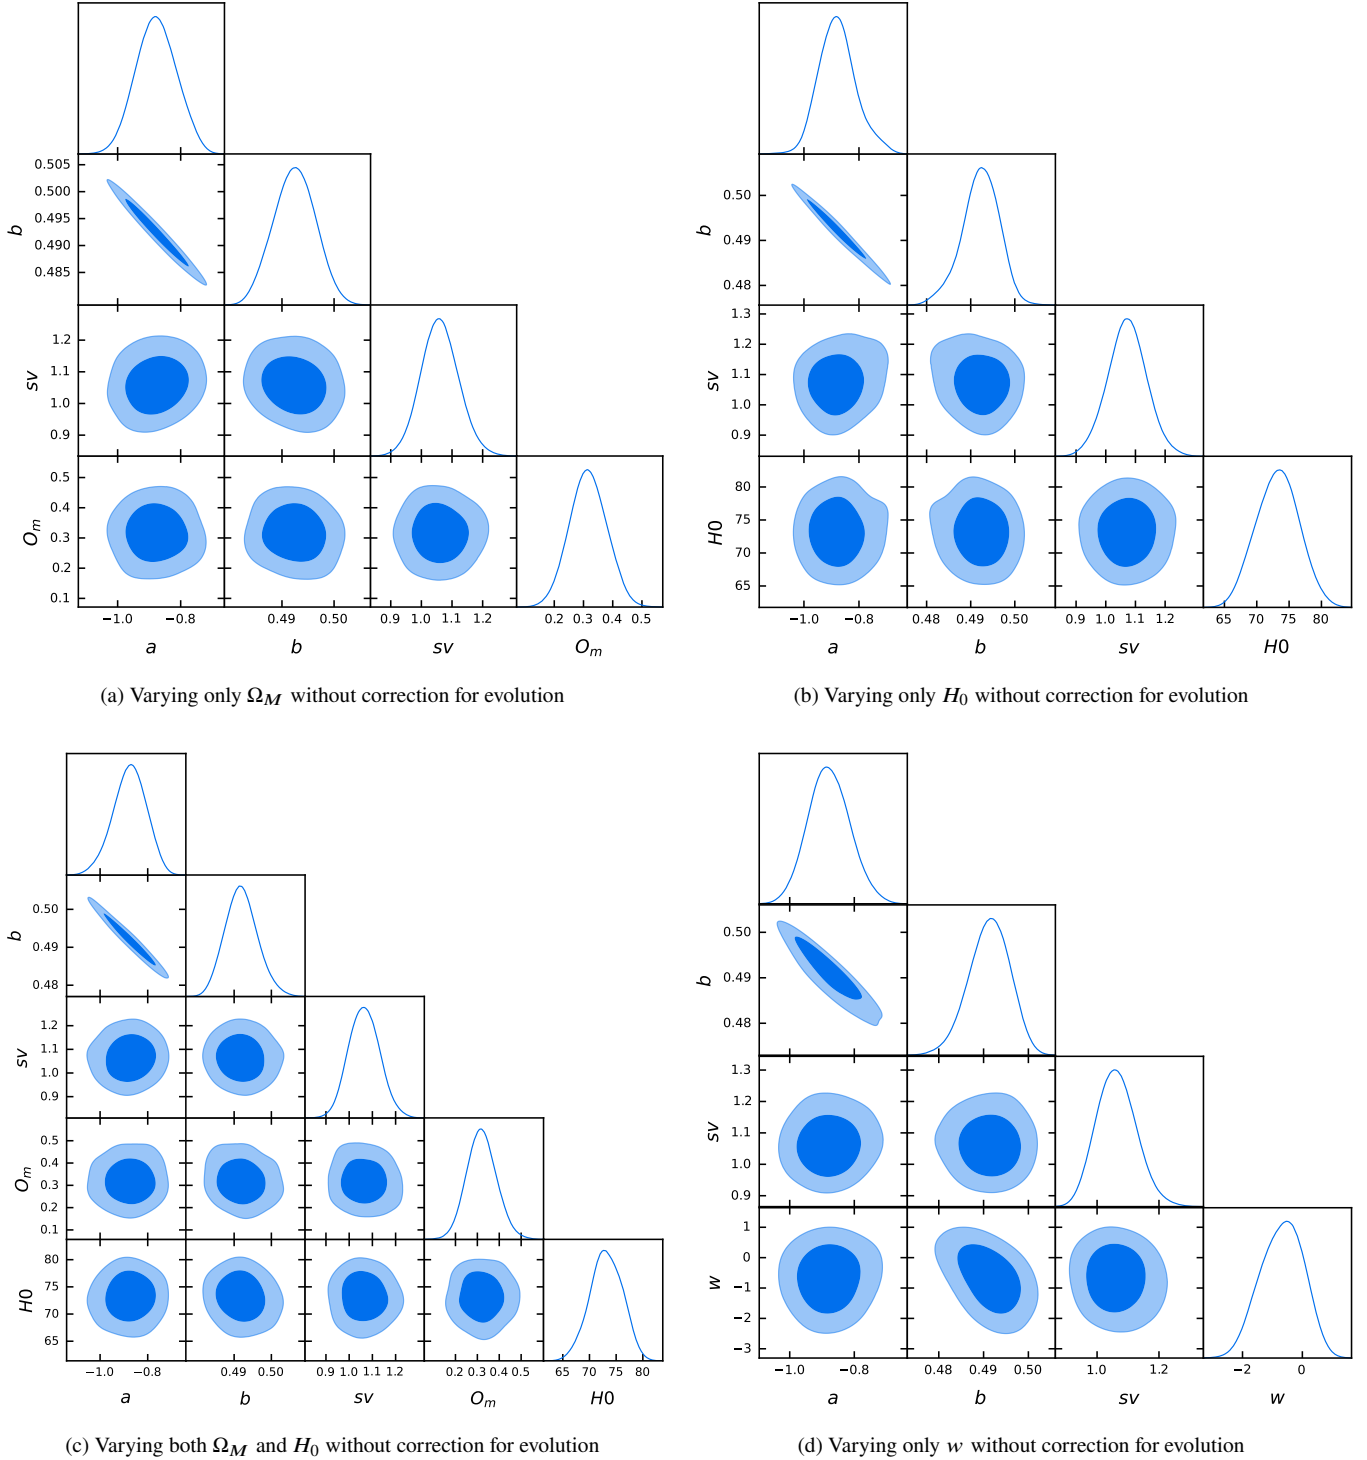 0.505
0.500
0.495
0.490
0.485
b
1.2
1.1
1.0
0.9
sv
0.5
0.4
0.3
0.2
0.1
O_m
−1.0 −0.8 0.49 0.50 0.9 1.0 1.1 1.2 0.2 0.3 0.4 0.5
a b sv O_m
(a) Varying only Ω_M without correction for evolution
0.50
0.49
0.48
b
1.3
1.2
1.1
1.0
0.9
sv
80
75
70
65
H0
−1.0 −0.8 0.48 0.49 0.50 0.9 1.0 1.1 1.2 65 70 75 80
a b sv H0
(b) Varying only H_0 without correction for evolution
0.50
0.49
0.48
b
1.2
1.1
1.0
0.9
sv
0.5
0.4
0.3
0.2
0.1
O_m
80
75
70
65
H0
−1.0 −0.8 0.49 0.50 0.9 1.0 1.1 1.2 0.2 0.3 0.4 0.5 65 70 75 80
a b sv O_m H0
(c) Varying both Ω_M and H_0 without correction for evolution
0.50
0.49
0.48
b
1.3
1.2
1.1
1.0
0.9
sv
1
0
−1
−2
−3
w
−1.0 −0.8 0.48 0.49 0.50 1.0 1.2 −2 0
a b sv w
(d) Varying only w without correction for evolution